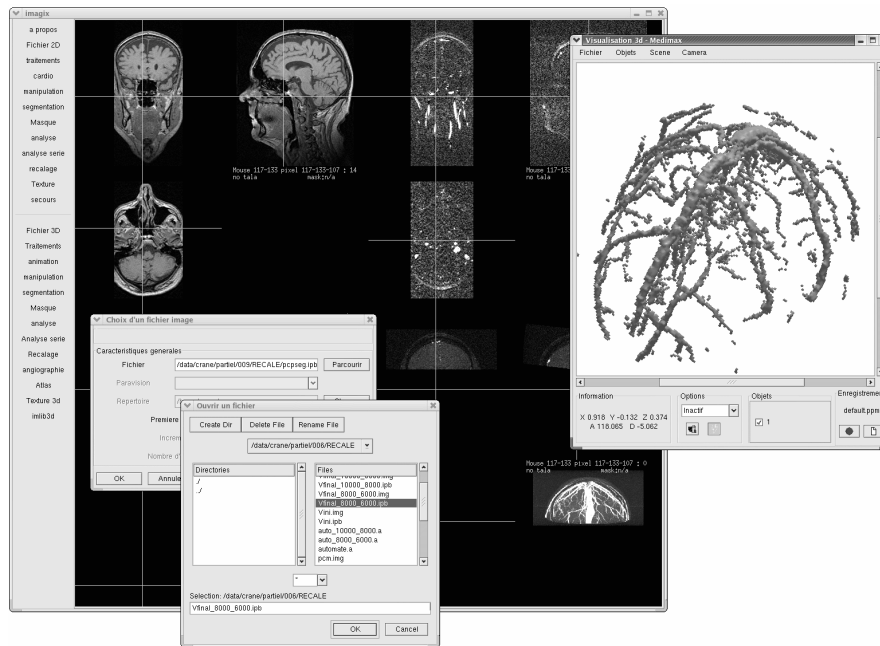 imagix
a propos
Fichier 2D
traitements
cardio
manipulation
segmentation
Masque
analyse
analyse serie
recalage
Texture
secours
Fichier 3D
Traitements
animation
manipulation
segmentation
Masque
analyse
Analyse serie
Recalage
angiographie
Atlas
Texture 3d
imlib3d
Mouse 117-133 pixel 117-133-107 : 14
no tala mask:n/a
Mouse 117-133
no tala
Mouse 117-133 pixel 117-133-107 : 0
no tala mask:n/a
Visualisation 3d - Medimax
Fichier Objets Scene Camera
Information
X 0.918 Y -0.132 Z 0.374
A 118.065 D -5.062
Options
Inactif
Objets
1
Enregistrement
default.ppm
Choix d'un fichier image
Caracteristiques generales
Fichier /data/crane/partiel/009/RECALE/pcpseg.ipb Parcourir
Paravision
Repertoire
Premiere
Increm
Nombre d'
OK Annule
Ouvrir un fichier
Create Dir Delete File Rename File
/data/crane/partiel/006/RECALE
Directories
./
../
Files
Vfinal_10000_8000.img
Vfinal_10000_8000.ipb
Vfinal_8000_6000.img
Vfinal_8000_6000.ipb
Vini.img
Vini.ipb
auto_10000_8000.a
auto_8000_6000.a
automate.a
pcm.img
*
Selection: /data/crane/partiel/006/RECALE
Vfinal_8000_6000.ipb
OK Cancel